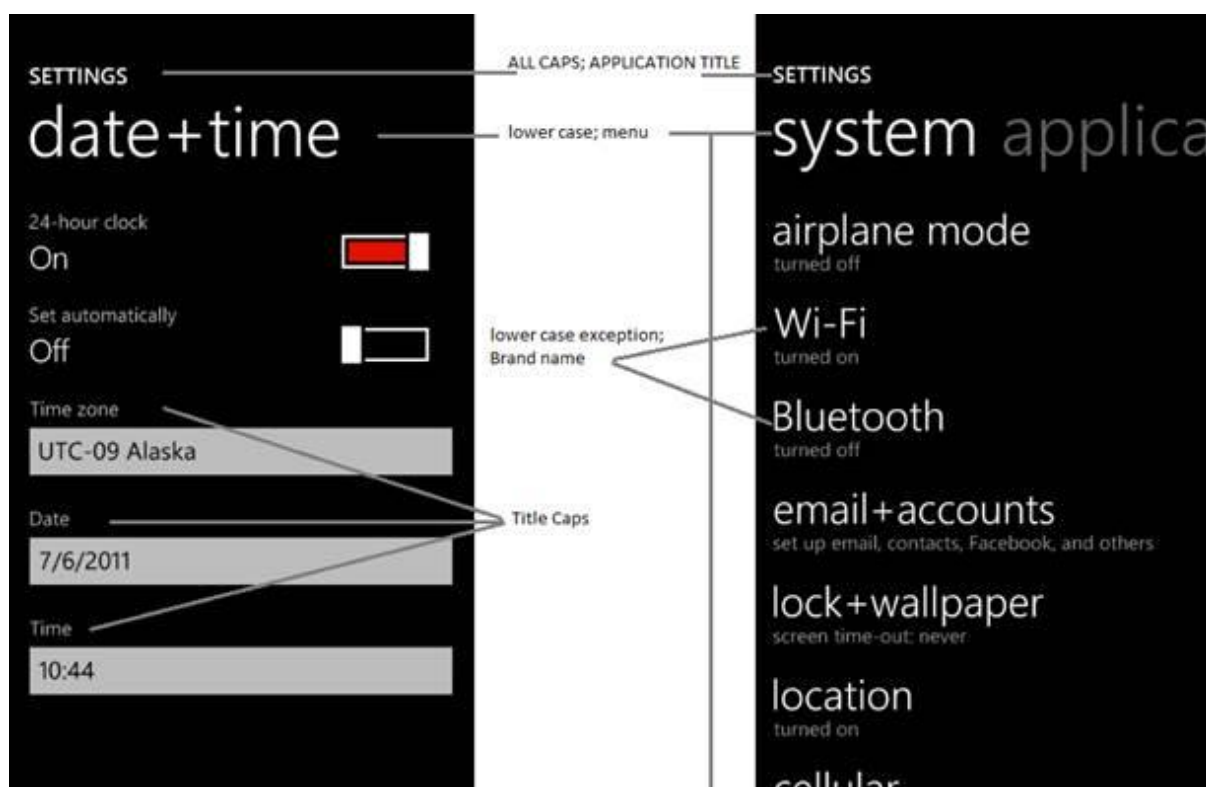 SETTINGS
date+time
24-hour clock
On
Set automatically
Off
Time zone
UTC-09 Alaska
Date
7/6/2011
Time
10:44
ALL CAPS; APPLICATION TITLE
lower case; menu
lower case exception;
Brand name
Title Caps
SETTINGS
system applica
airplane mode
turned off
Wi-Fi
turned on
Bluetooth
turned off
email+accounts
set up email, contacts, Facebook, and others
lock+wallpaper
screen time-out: never
location
turned on
cellular